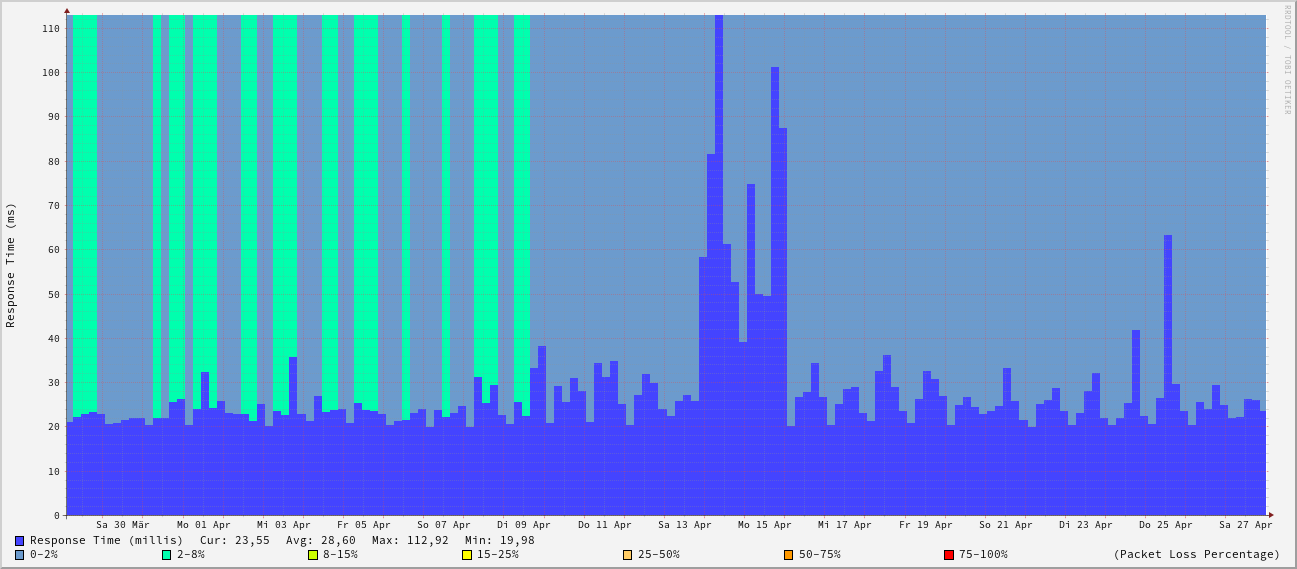 RRDTOOL / TOBI OETIKER
Response Time (ms)
110
100
90
80
70
60
50
40
30
20
10
0
Sa 30 Mär Mo 01 Apr Mi 03 Apr Fr 05 Apr So 07 Apr Di 09 Apr Do 11 Apr Sa 13 Apr Mo 15 Apr Mi 17 Apr Fr 19 Apr So 21 Apr Di 23 Apr Do 25 Apr Sa 27 Apr
Response Time (millis) Cur: 23,55 Avg: 28,60 Max: 112,92 Min: 19,98
0-2% 2-8% 8-15% 15-25% 25-50% 50-75% 75-100% (Packet Loss Percentage)